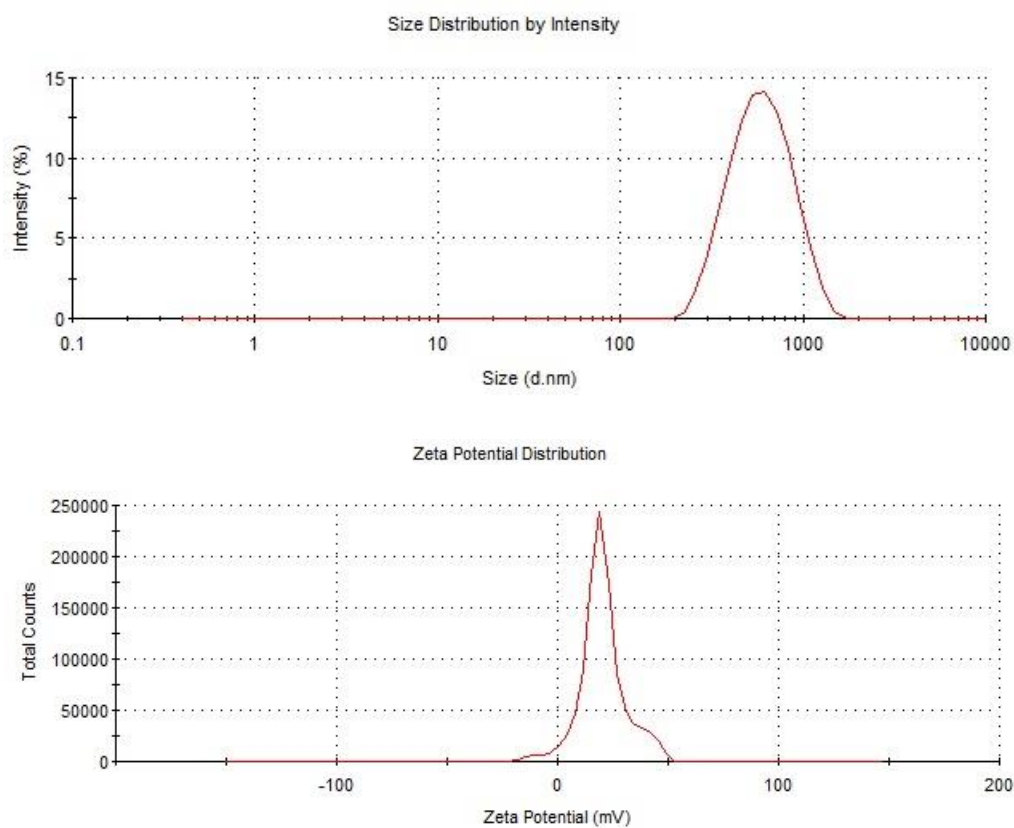 Size Distribution by Intensity
15
10
5
0
Intensity (%)
0.1 1 10 100 1000 10000
Size (d.nm)
Zeta Potential Distribution
250000
200000
150000
100000
50000
0
Total Counts
-100 0 100 200
Zeta Potential (mV)